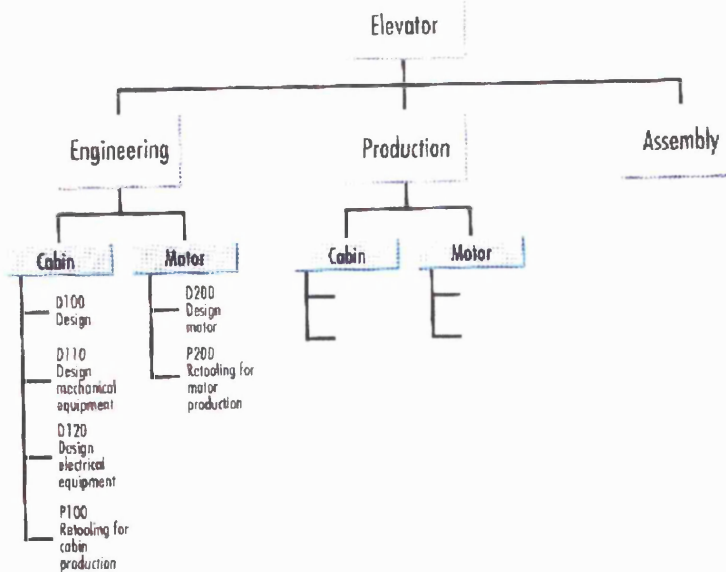 Elevator
Engineering
Production
Assembly
Cabin
Motor
Cabin
Motor
D100
Design
D110
Design
mechanical
equipment
D120
Design
electrical
equipment
P100
Retooling for
cabin
production
D200
Design
motor
P200
Retooling for
motor
production